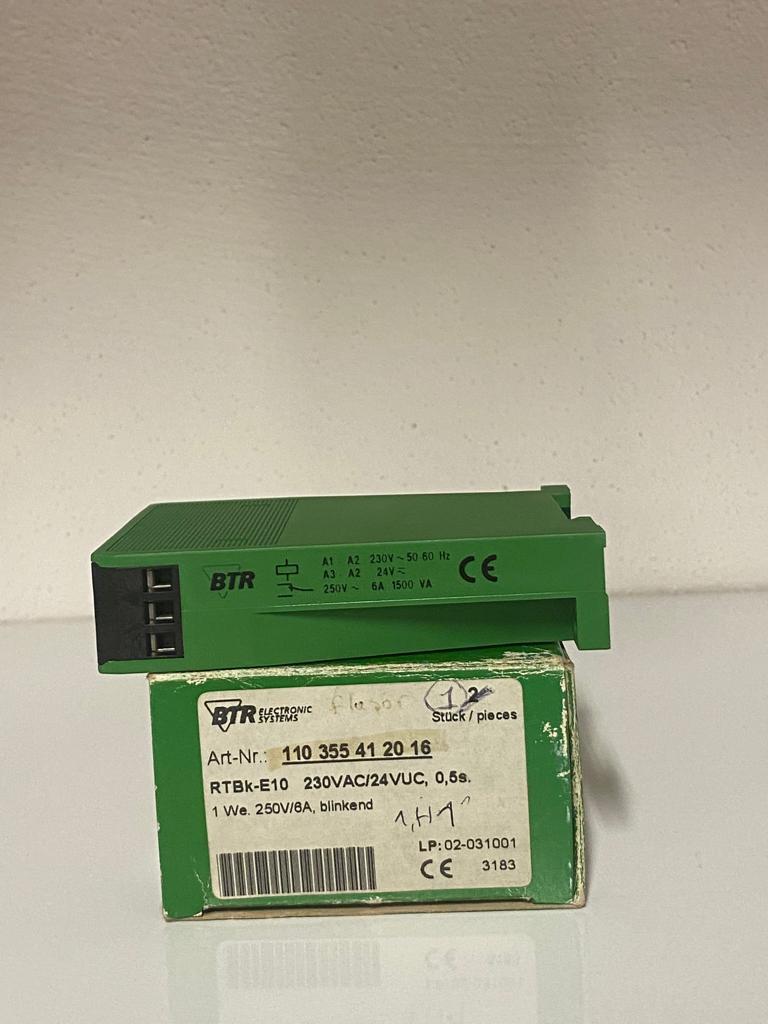 BTR
A1 A2 230V ~ 50-60 Hz
A3 A2 24V ⎓
250V ~ 6A 1500 VA
CE
BTR ELECTRONIC SYSTEMS
1 2
Stück / pieces
Art-Nr.: 110 355 41 20 16
RTBk-E10 230VAC/24VUC, 0,5s.
1 We. 250V/6A, blinkend
LP: 02-031001
CE 3183